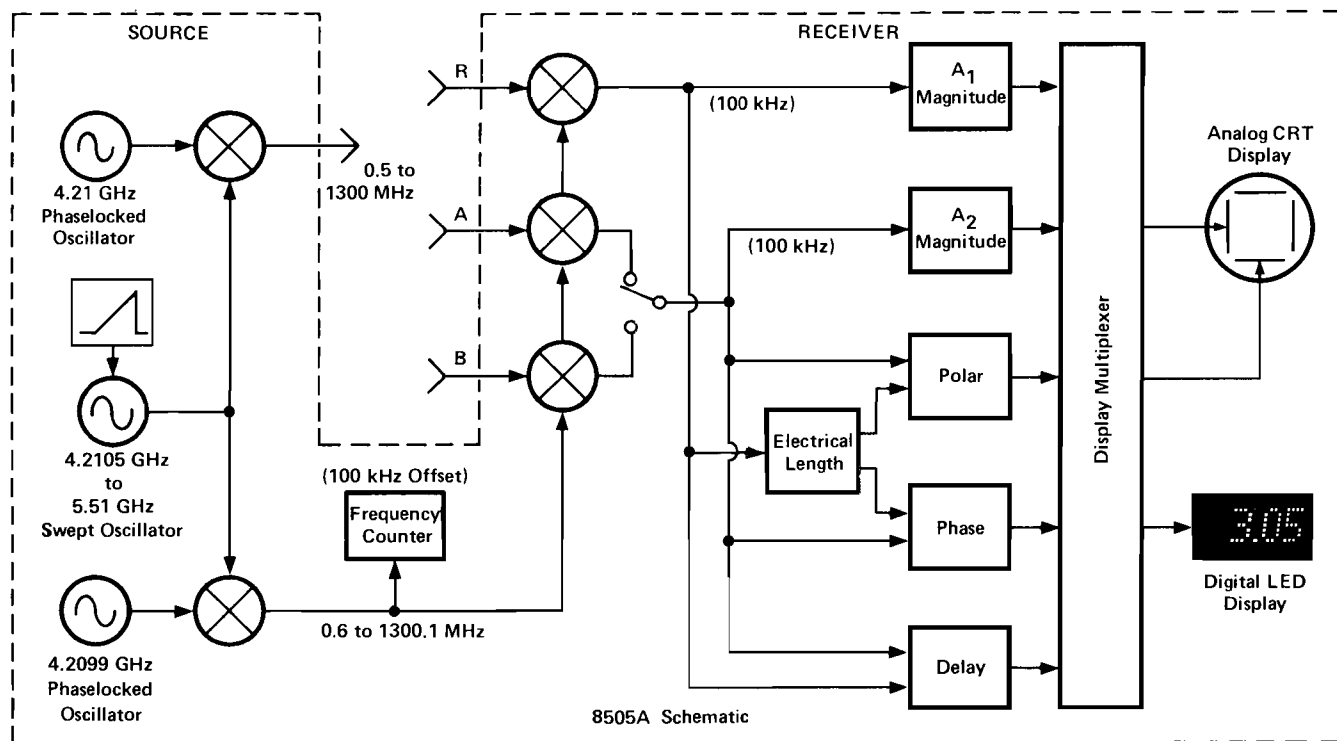 SOURCE
RECEIVER
R
(100 kHz)
A1
Magnitude
4.21 GHz
Phaselocked
Oscillator
0.5 to
1300 MHz
A
(100 kHz)
A2
Magnitude
Analog CRT
Display
4.2105 GHz
to
5.51 GHz
Swept Oscillator
B
Polar
Electrical
Length
Phase
Display Multiplexer
3.05
Digital LED
Display
(100 kHz Offset)
Frequency
Counter
0.6 to 1300.1 MHz
4.2099 GHz
Phaselocked
Oscillator
Delay
8505A Schematic